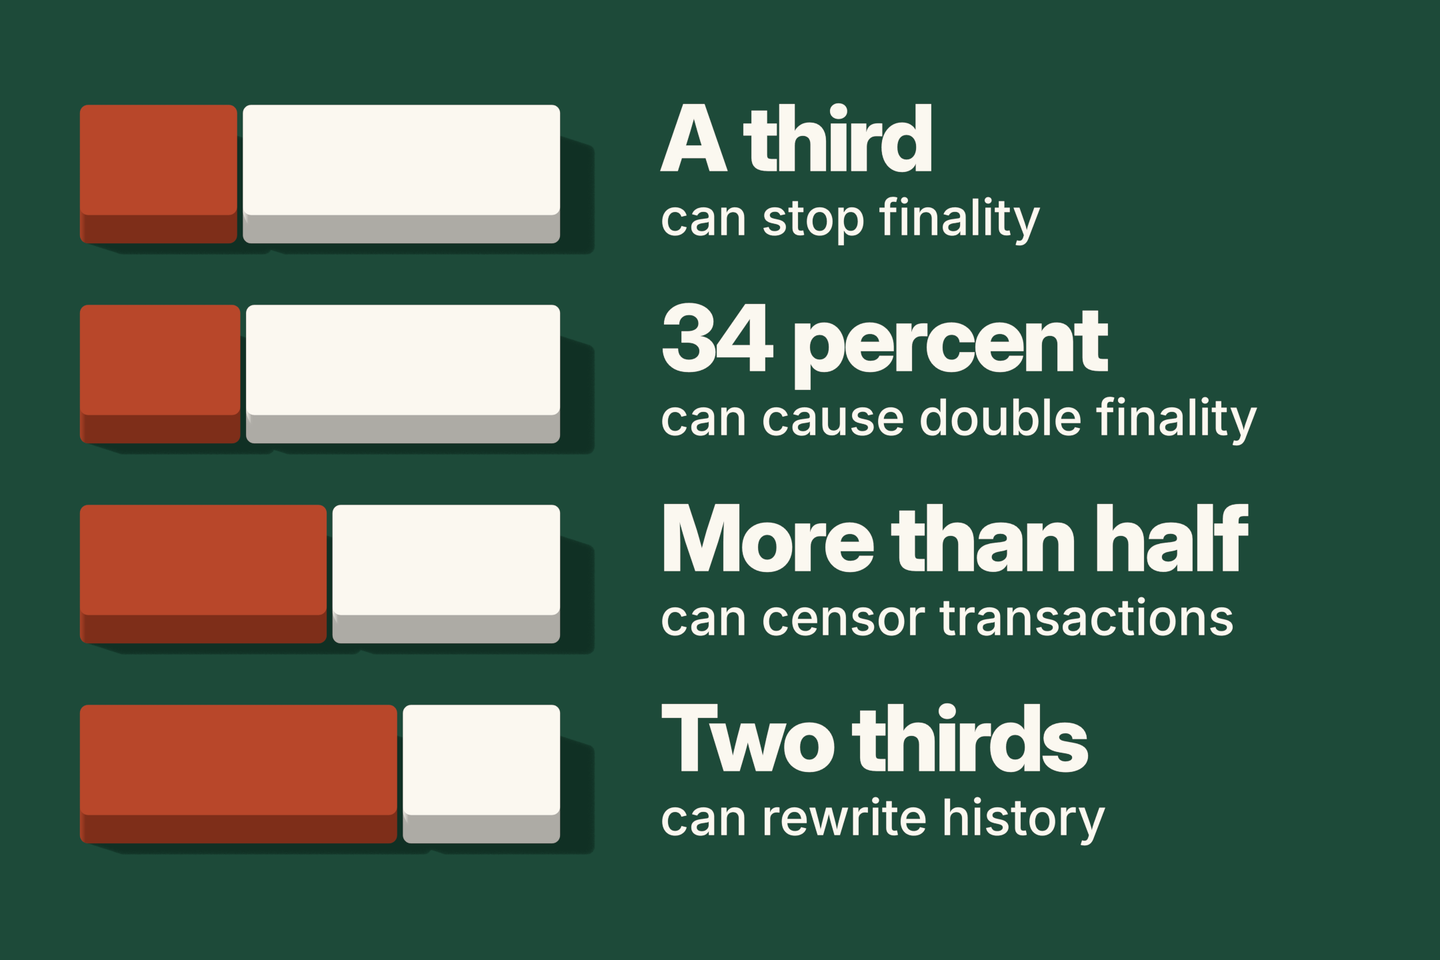 A third
can stop finality
34 percent
can cause double finality
More than half
can censor transactions
Two thirds
can rewrite history